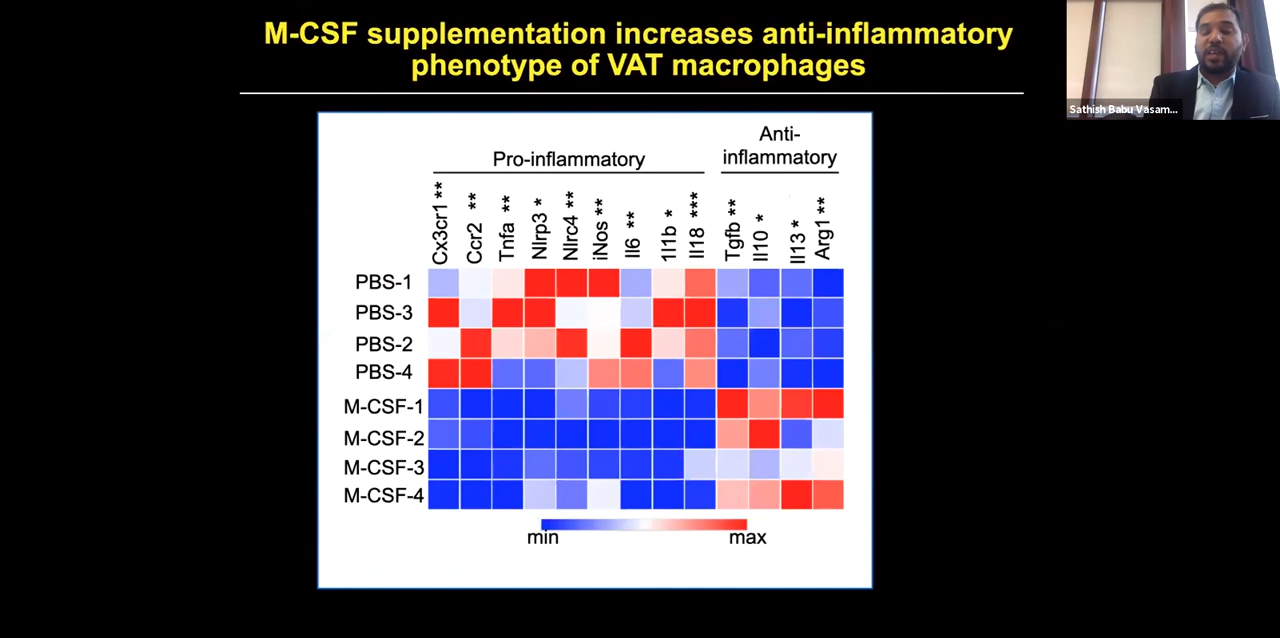 M-CSF supplementation increases anti-inflammatory
phenotype of VAT macrophages
Sathish Babu Vasam...
Pro-inflammatory
Anti-
inflammatory
Cx3cr1 **
Ccr2 **
Tnfa **
Nlrp3 *
Nlrc4 **
iNos **
Il6 **
1l1b *
Il18 ***
Tgfb **
Il10 *
Il13 *
Arg1 **
PBS-1
PBS-3
PBS-2
PBS-4
M-CSF-1
M-CSF-2
M-CSF-3
M-CSF-4
min
max